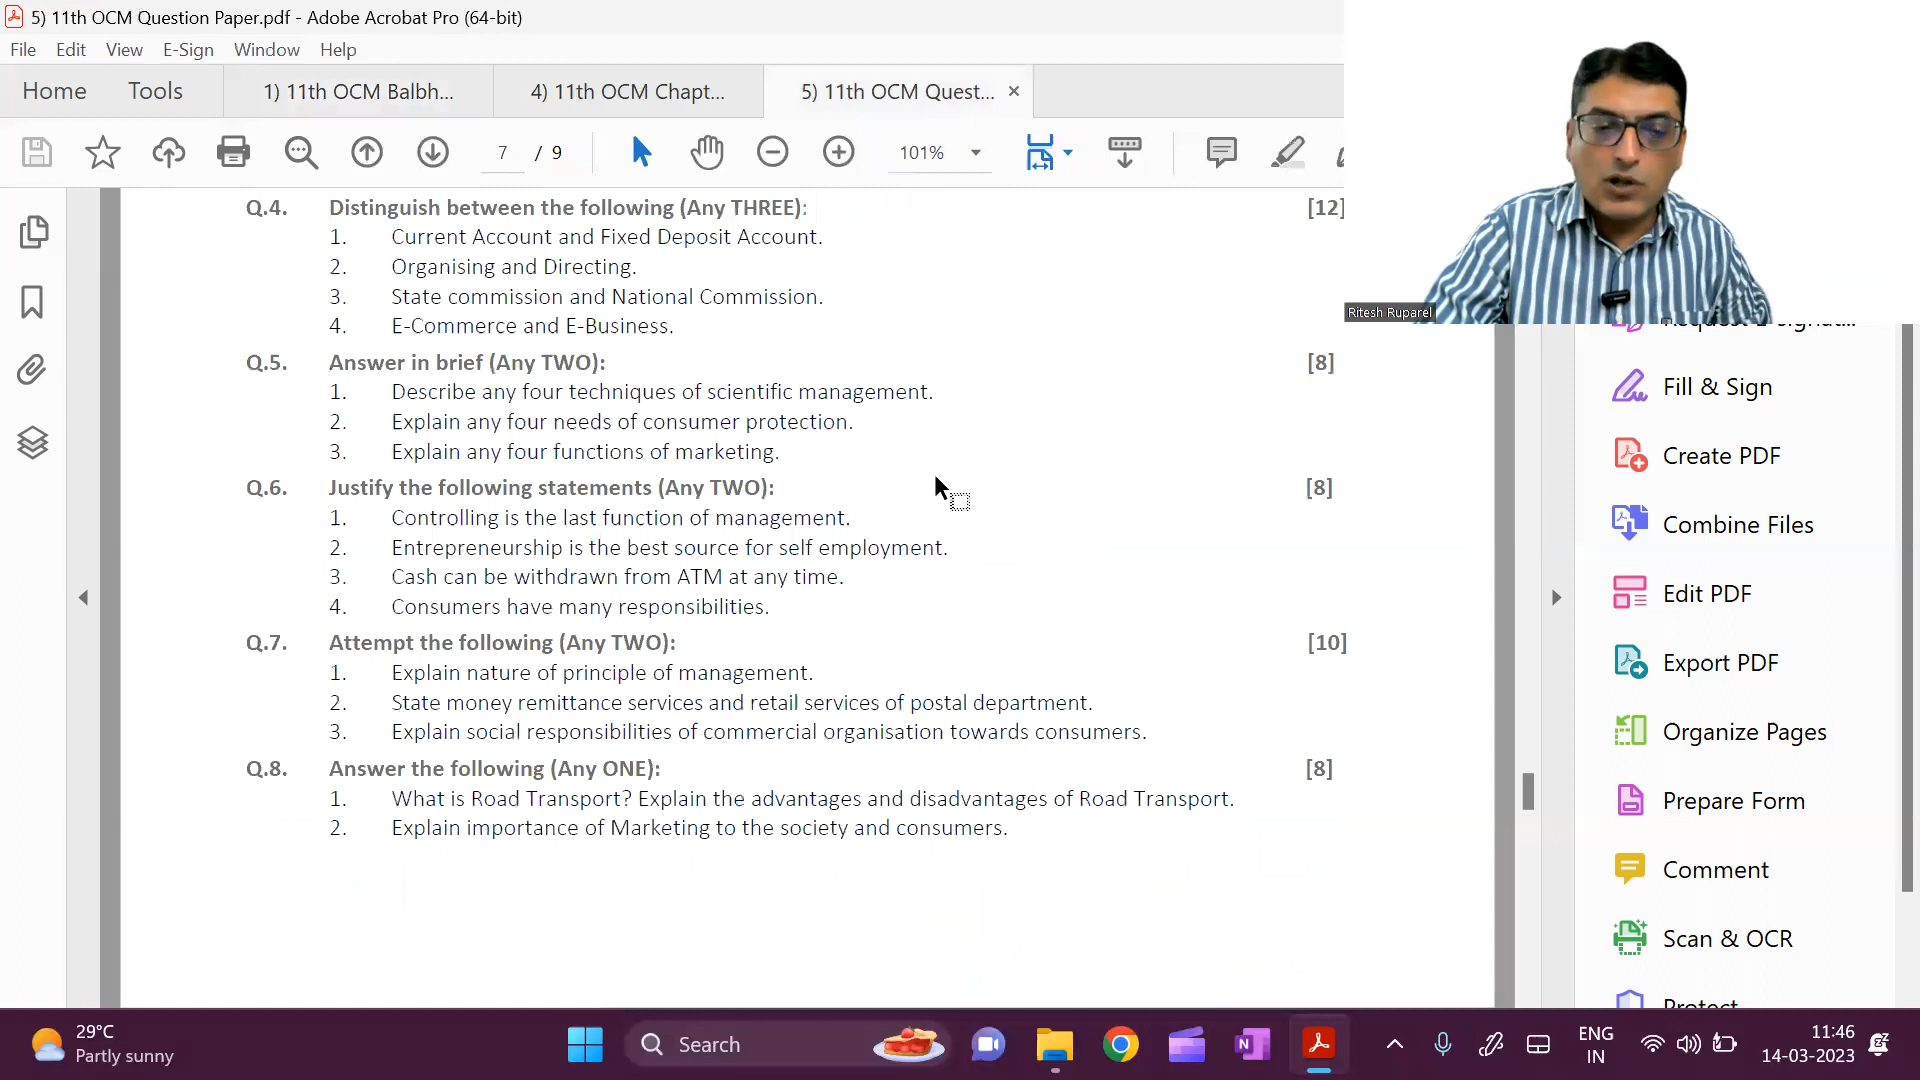 5) 11th OCM Question Paper.pdf - Adobe Acrobat Pro (64-bit)
File Edit View E-Sign Window Help
Home Tools 1) 11th OCM Balbh... 4) 11th OCM Chapt... 5) 11th OCM Quest... ×
7 / 9 101%
Q.4. Distinguish between the following (Any THREE): [12]
1. Current Account and Fixed Deposit Account.
2. Organising and Directing.
3. State commission and National Commission.
4. E-Commerce and E-Business.
Q.5. Answer in brief (Any TWO): [8]
1. Describe any four techniques of scientific management.
2. Explain any four needs of consumer protection.
3. Explain any four functions of marketing.
Q.6. Justify the following statements (Any TWO): [8]
1. Controlling is the last function of management.
2. Entrepreneurship is the best source for self employment.
3. Cash can be withdrawn from ATM at any time.
4. Consumers have many responsibilities.
Q.7. Attempt the following (Any TWO): [10]
1. Explain nature of principle of management.
2. State money remittance services and retail services of postal department.
3. Explain social responsibilities of commercial organisation towards consumers.
Q.8. Answer the following (Any ONE): [8]
1. What is Road Transport? Explain the advantages and disadvantages of Road Transport.
2. Explain importance of Marketing to the society and consumers.
Ritesh Ruparel
Fill & Sign
Create PDF
Combine Files
Edit PDF
Export PDF
Organize Pages
Prepare Form
Comment
Scan & OCR
Protect
29°C
Partly sunny
Search
ENG
IN
11:46
14-03-2023